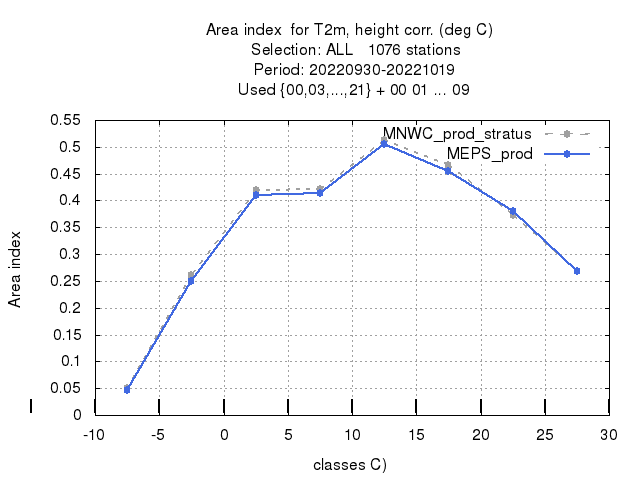 Area index  for T2m, height corr. (deg C)
Selection: ALL   1076 stations
Period: 20220930-20221019
Used {00,03,...,21} + 00 01 ... 09
MNWC_prod_stratus
MEPS_prod
0.55
0.5
0.45
0.4
0.35
0.3
0.25
0.2
0.15
0.1
0.05
0
Area index
-10 -5 0 5 10 15 20 25 30
classes C)